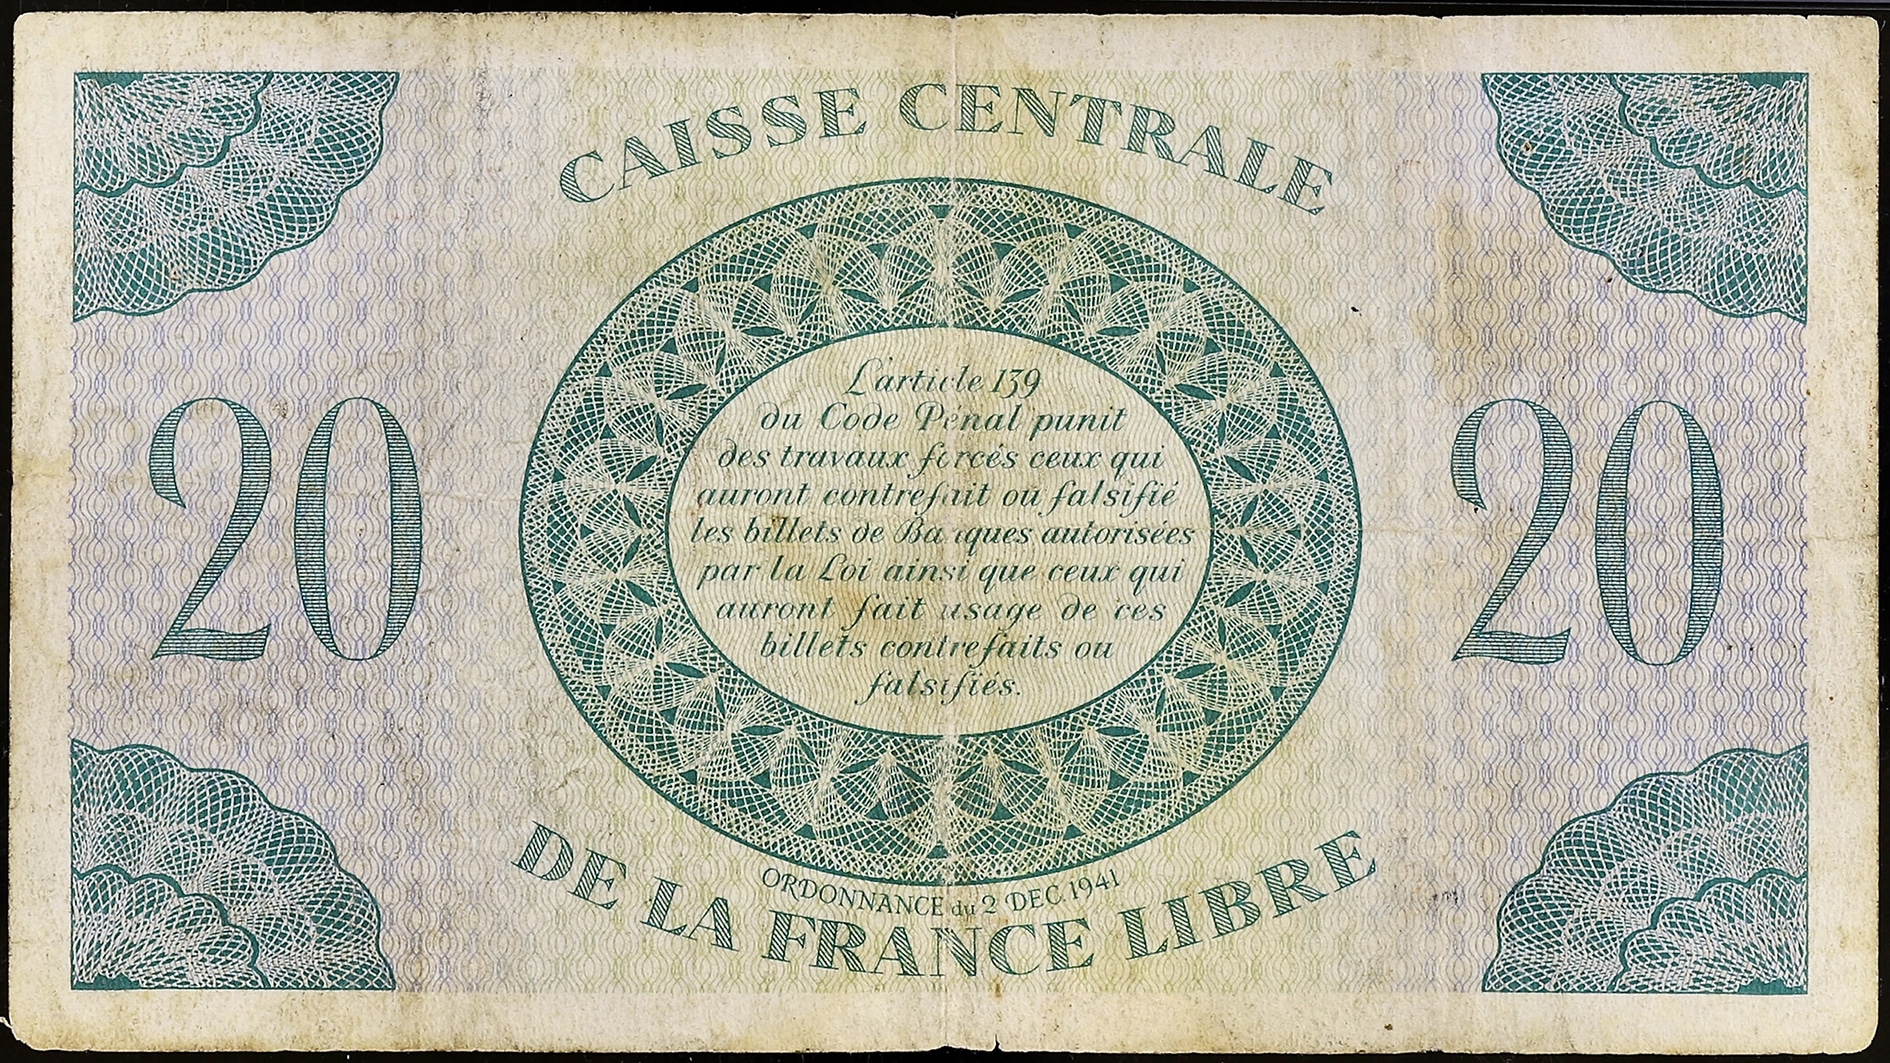 CAISSE CENTRALE
L'article 139
du Code Pénal punit
des travaux forcés ceux qui
auront contrefait ou falsifié
les billets de Banques autorisées
par la Loi ainsi que ceux qui
auront fait usage de ces
billets contrefaits ou
falsifiés.
20
20
ORDONNANCE du 2 DEC. 1941
DE LA FRANCE LIBRE